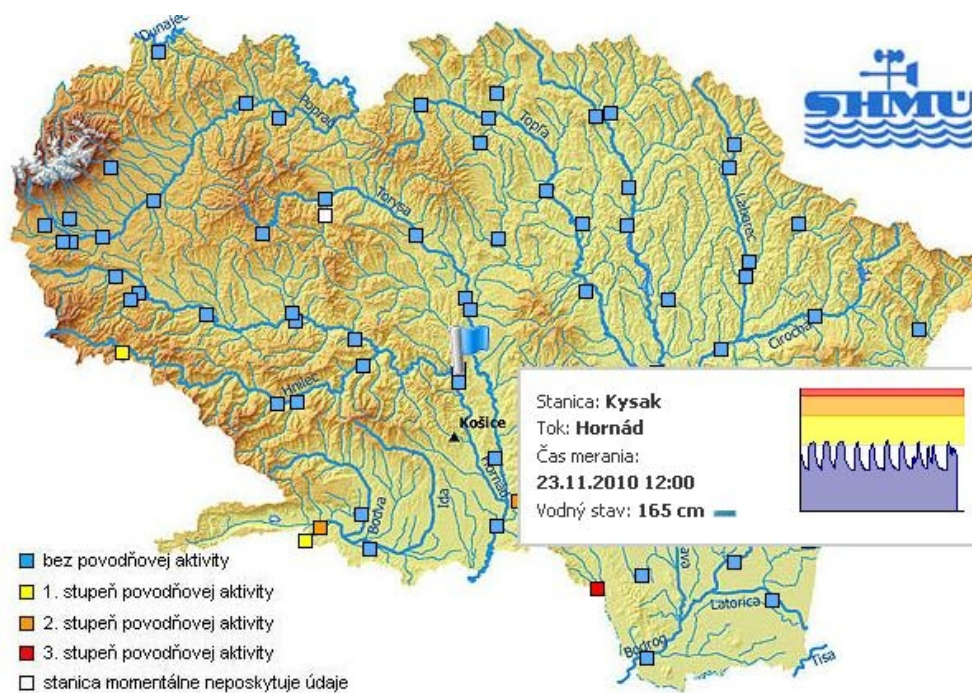 Dunajec
Poprad
SHMÚ
Topľa
Torysa
Laborec
Cirocha
Hnilec
Košice
Hornád
Ida
Bodva
Stanica: Kysak
Tok: Hornád
Čas merania:
23.11.2010 12:00
Vodný stav: 165 cm
bez povodňovej aktivity
1. stupeň povodňovej aktivity
2. stupeň povodňovej aktivity
3. stupeň povodňovej aktivity
stanica momentálne neposkytuje údaje
ava
Latorica
Bodrog
Tisa